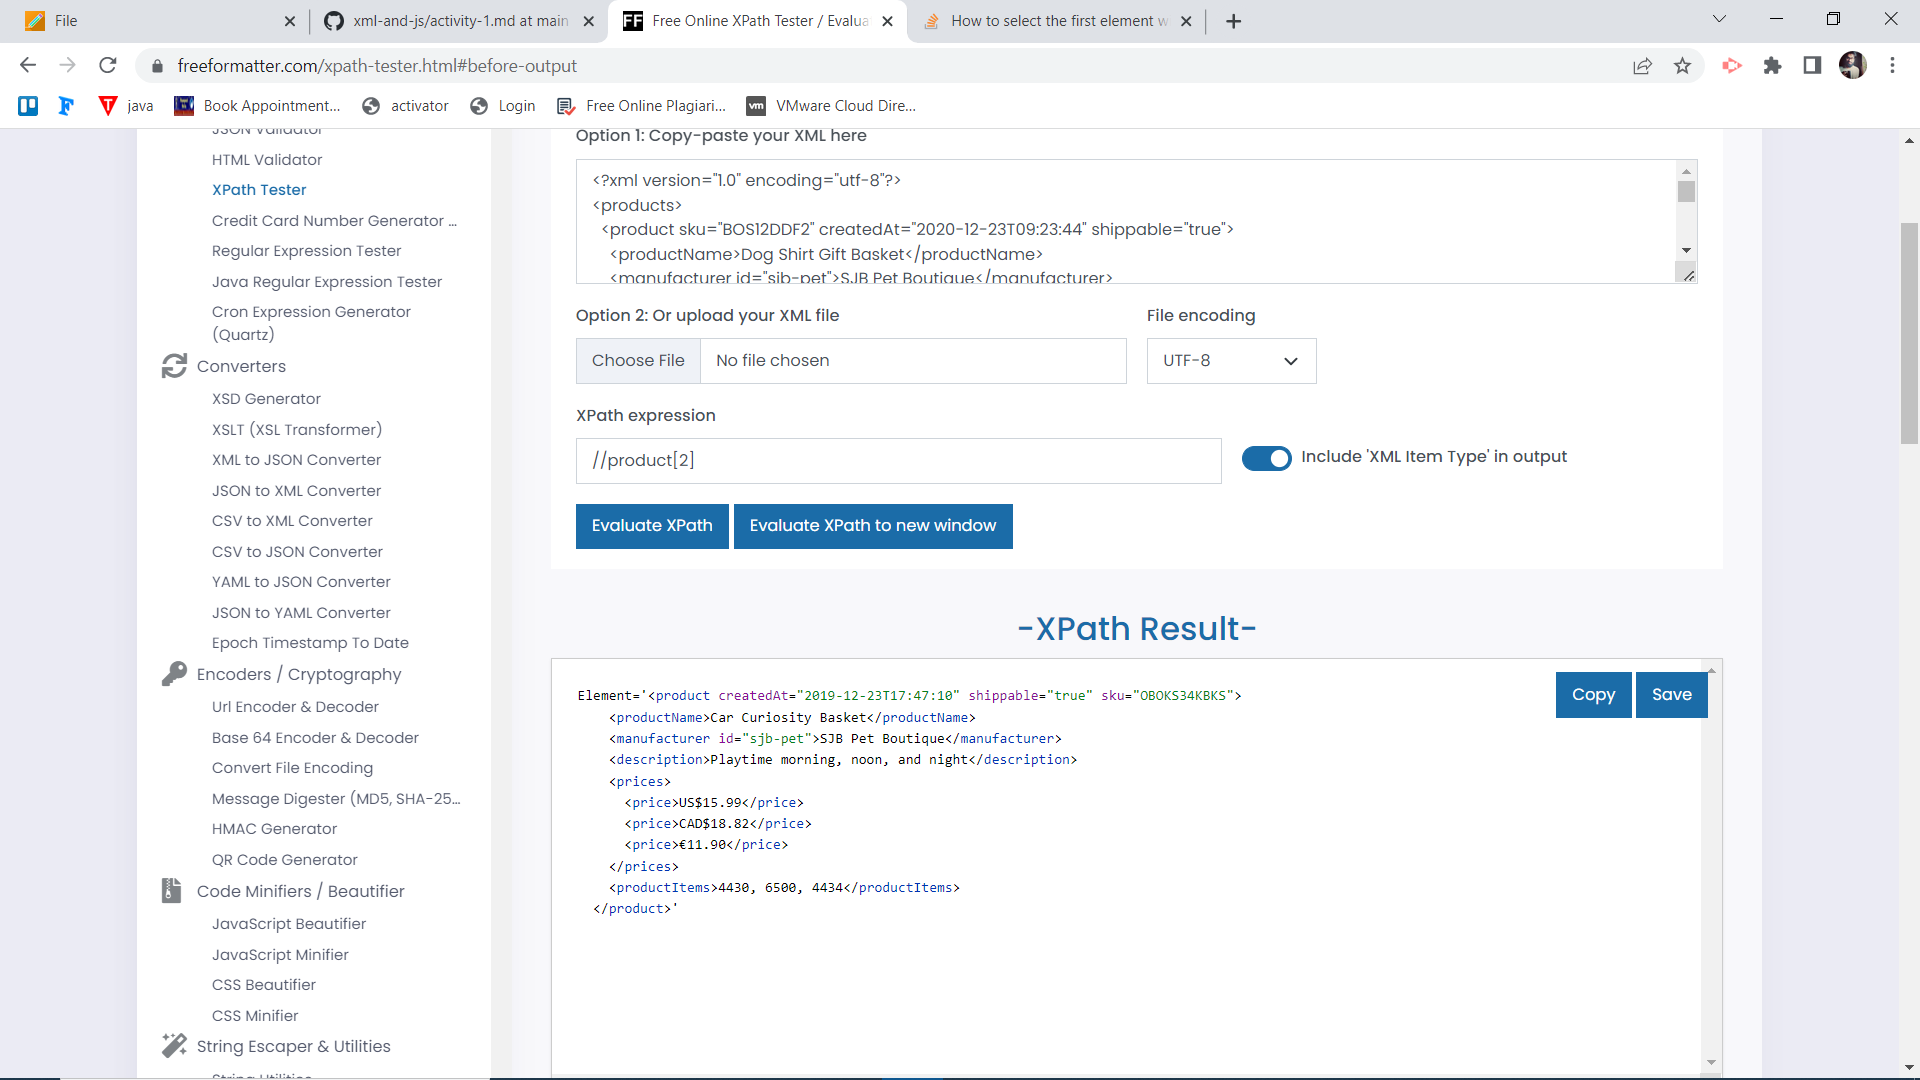 File
xml-and-js/activity-1.md at main
Free Online XPath Tester / Evalua
How to select the first element w
freeformatter.com/xpath-tester.html#before-output
java
Book Appointment...
activator
Login
Free Online Plagiari...
vm
VMware Cloud Dire...
JSON Validator
HTML Validator
XPath Tester
Credit Card Number Generator ...
Regular Expression Tester
Java Regular Expression Tester
Cron Expression Generator
(Quartz)
Converters
XSD Generator
XSLT (XSL Transformer)
XML to JSON Converter
JSON to XML Converter
CSV to XML Converter
CSV to JSON Converter
YAML to JSON Converter
JSON to YAML Converter
Epoch Timestamp To Date
Encoders / Cryptography
Url Encoder & Decoder
Base 64 Encoder & Decoder
Convert File Encoding
Message Digester (MD5, SHA-25...
HMAC Generator
QR Code Generator
Code Minifiers / Beautifier
JavaScript Beautifier
JavaScript Minifier
CSS Beautifier
CSS Minifier
String Escaper & Utilities
String Utilities
Option 1: Copy-paste your XML here
<?xml version="1.0" encoding="utf-8"?>
<products>
<product sku="BOS12DDF2" createdAt="2020-12-23T09:23:44" shippable="true">
<productName>Dog Shirt Gift Basket</productName>
<manufacturer id="sjb-pet">SJB Pet Boutique</manufacturer>
Option 2: Or upload your XML file
File encoding
Choose File
No file chosen
UTF-8
XPath expression
//product[2]
Include 'XML Item Type' in output
Evaluate XPath
Evaluate XPath to new window
-XPath Result-
Copy
Save
Element='<product createdAt="2019-12-23T17:47:10" shippable="true" sku="OBOKS34KBKS">
<productName>Car Curiosity Basket</productName>
<manufacturer id="sjb-pet">SJB Pet Boutique</manufacturer>
<description>Playtime morning, noon, and night</description>
<prices>
<price>US$15.99</price>
<price>CAD$18.82</price>
<price>€11.90</price>
</prices>
<productItems>4430, 6500, 4434</productItems>
</product>'